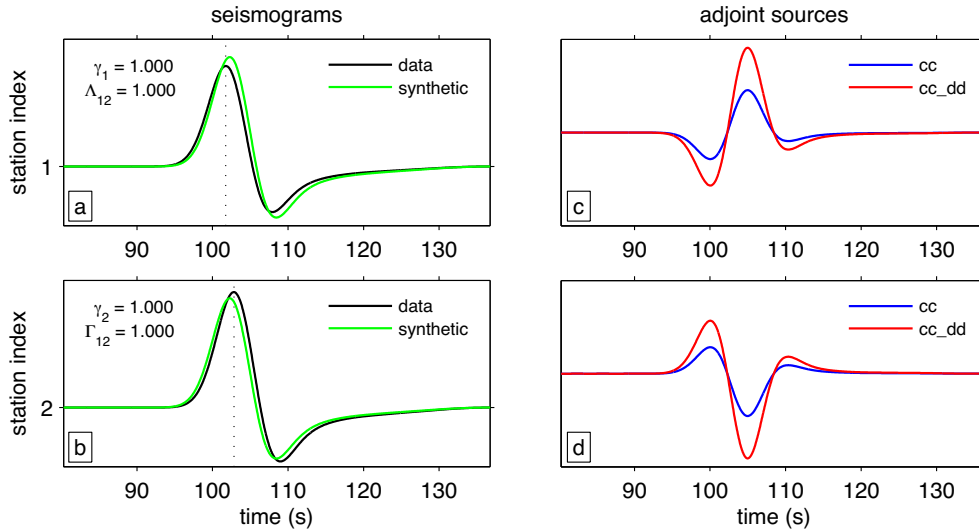 seismograms
γ1 = 1.000
Λ12 = 1.000
data
synthetic
station index
1
a
90 100 110 120 130
γ2 = 1.000
Γ12 = 1.000
data
synthetic
station index
2
b
90 100 110 120 130
time (s)
adjoint sources
cc
cc_dd
c
90 100 110 120 130
cc
cc_dd
d
90 100 110 120 130
time (s)